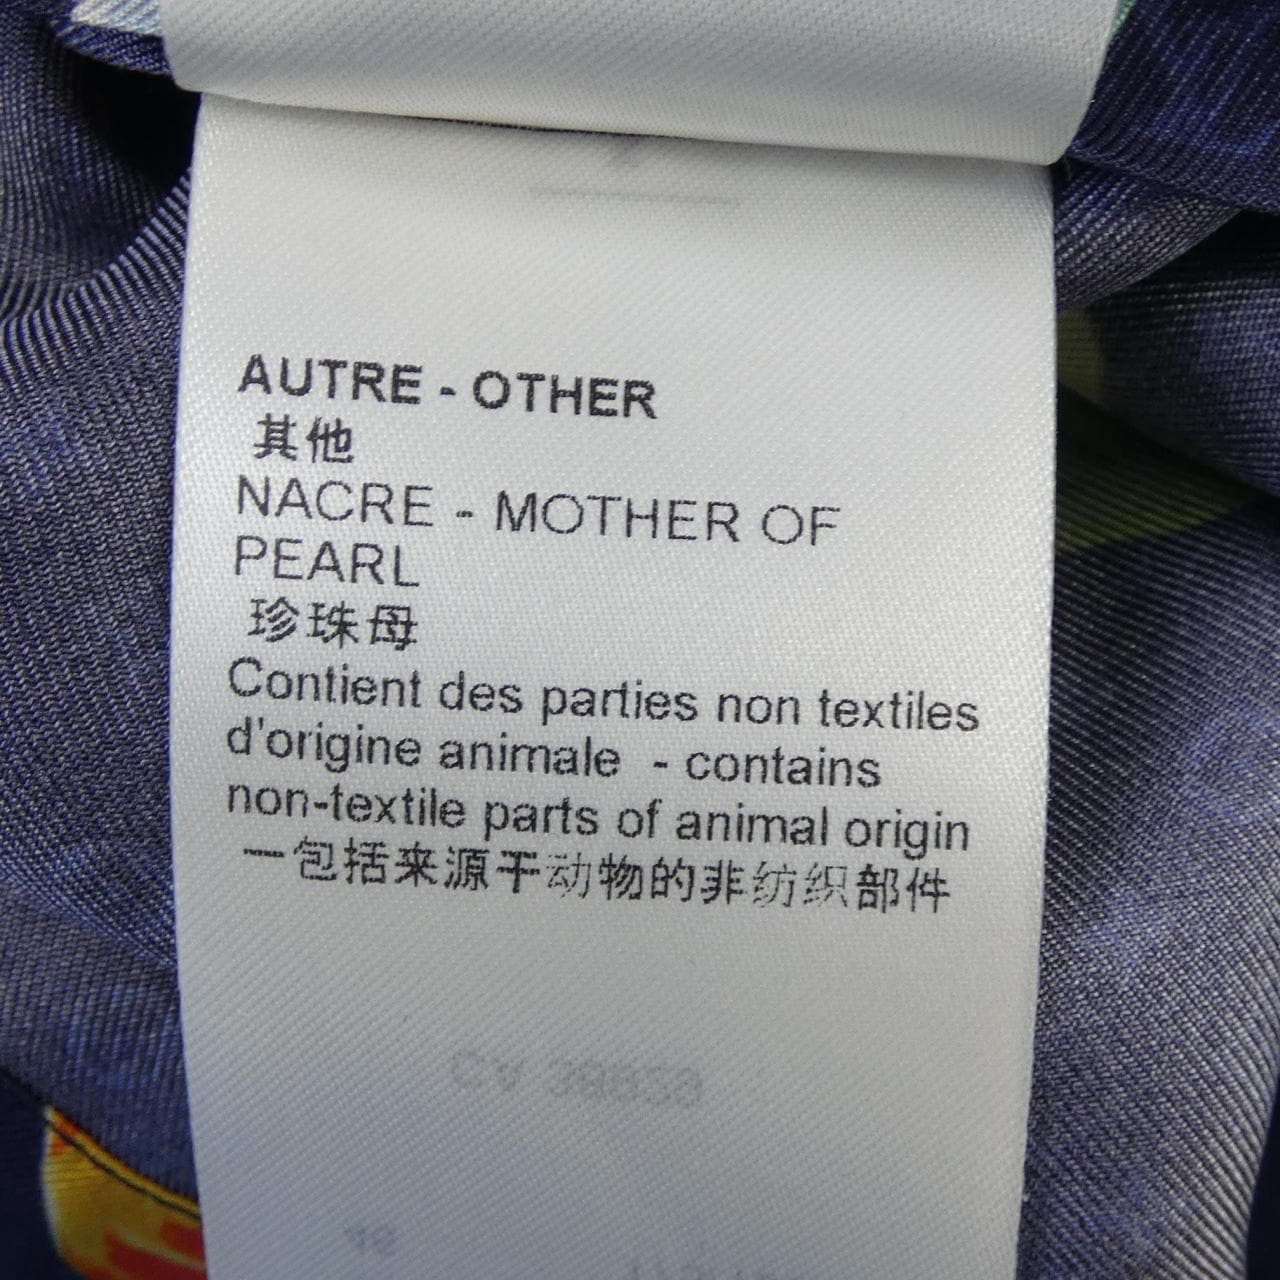 AUTRE - OTHER
其他
NACRE - MOTHER OF
PEARL
珍珠母
Contient des parties non textiles
d'origine animale - contains
non-textile parts of animal origin
一包括来源于动物的非纺织部件